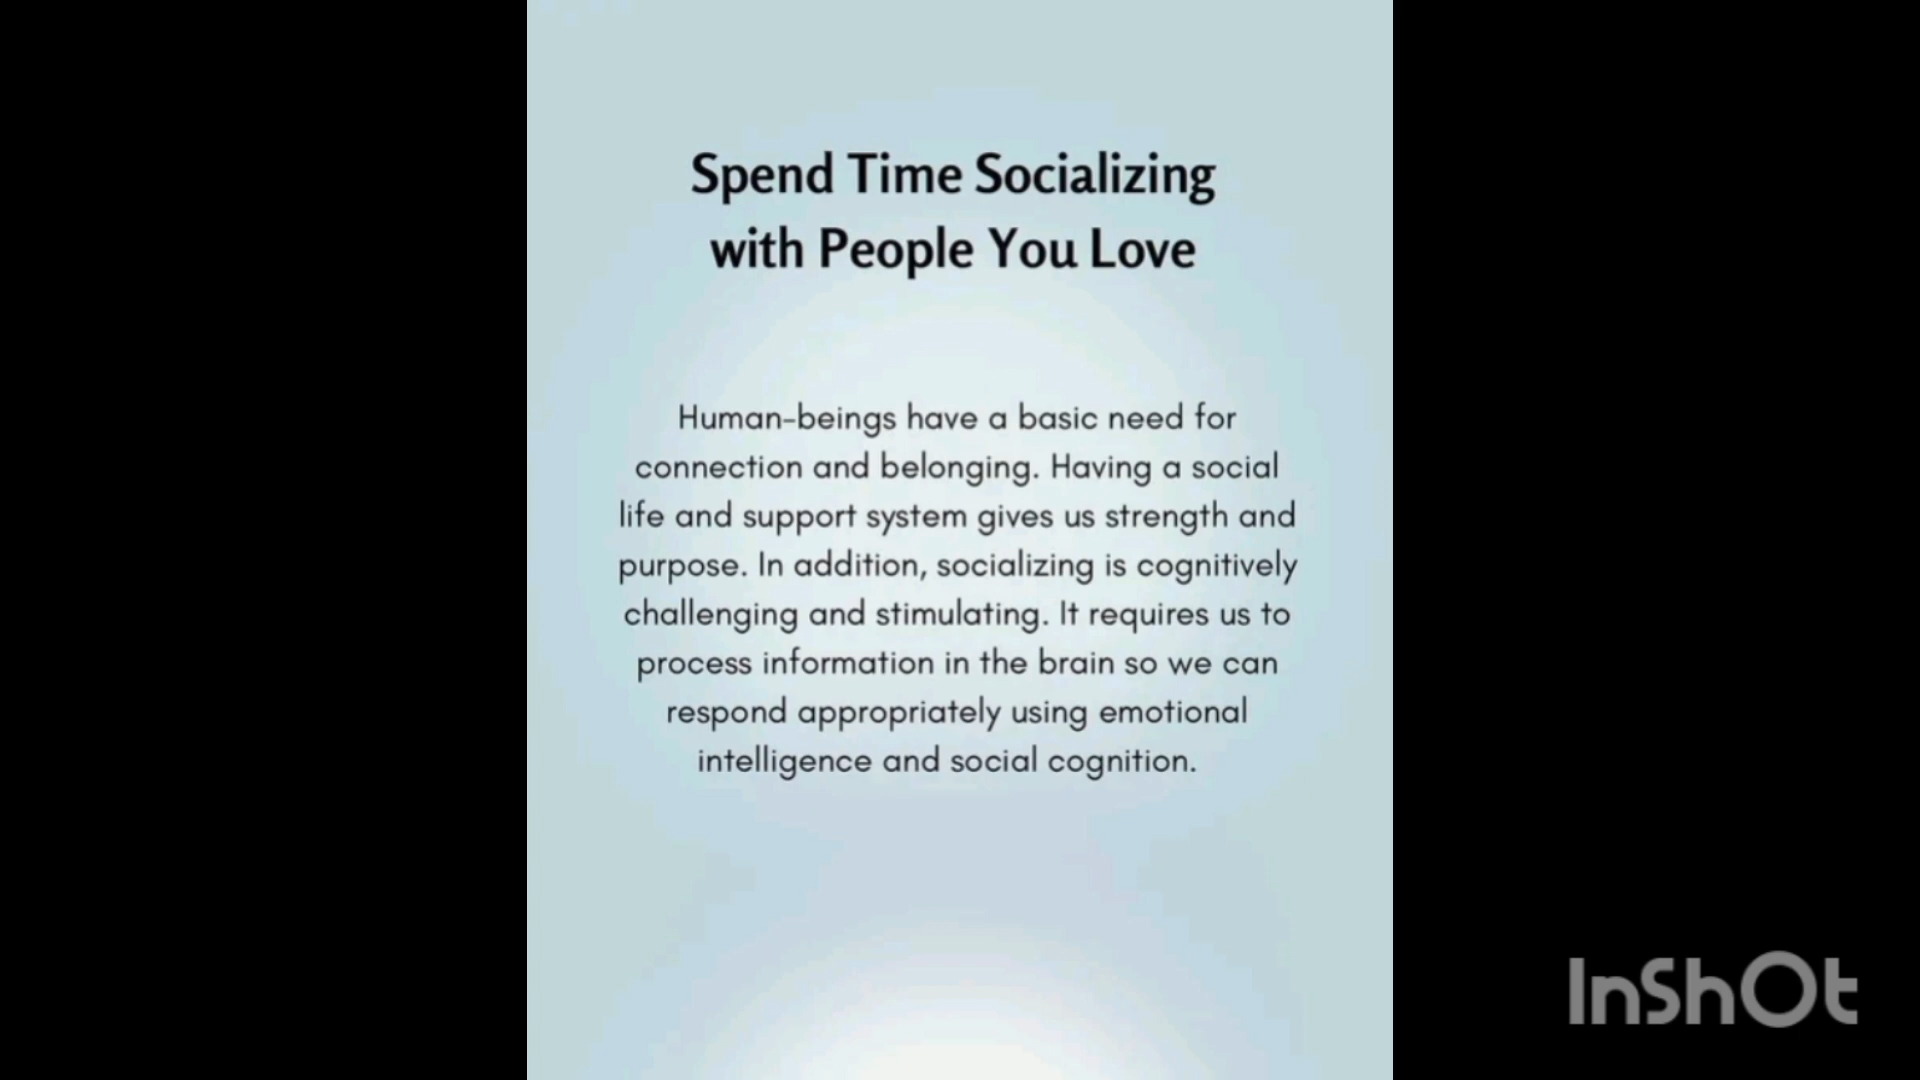 Spend Time Socializing
with People You Love
Human-beings have a basic need for
connection and belonging. Having a social
life and support system gives us strength and
purpose. In addition, socializing is cognitively
challenging and stimulating. It requires us to
process information in the brain so we can
respond appropriately using emotional
intelligence and social cognition.
InShOt